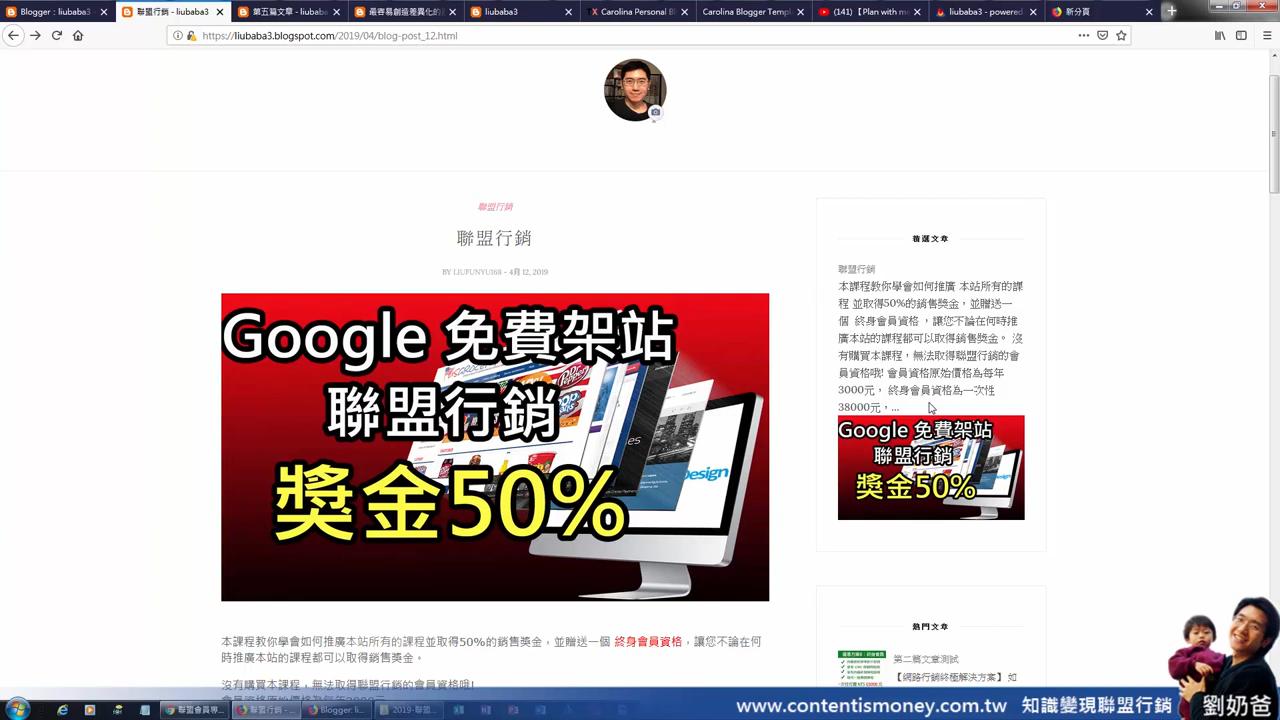 Blogger : liubaba3
聯盟行銷 - liubaba3
第五篇文章 - liubaba
最容易創造差異化的
liubaba3
Carolina Personal Bl
Carolina Blogger Templ
(141)【Plan with m
liubaba3 - powered
新分頁
https://liubaba3.blogspot.com/2019/04/blog-post_12.html
聯盟行銷
聯盟行銷
BY LIUFUNYU168 - 4月 12, 2019
Google 免費架站
聯盟行銷
獎金50%
Design
本課程教你學會如何推廣本站所有的課程並取得50%的銷售獎金，並贈送一個 終身會員資格，讓您不論在何
時推廣本站的課程都可以取得銷售獎金。
沒有購買本課程，無法取得聯盟行銷的會員資格哦!
精選文章
聯盟行銷
本課程教你學會如何推廣 本站所有的課
程 並取得50%的銷售獎金，並贈送一
個 終身會員資格 ，讓您不論在何時推
廣本站的課程都可以取得銷售獎金。 沒
有購買本課程，無法取得聯盟行銷的會
員資格哦! 會員資格原始價格為每年
3000元， 終身會員資格為一次性
38000元，...
Google 免費架站
聯盟行銷
獎金50%
熱門文章
第二篇文章測試
【網路行銷終極解決方案】 如
聯盟會員專...
聯盟行銷 - ...
Blogger: li...
2019-聯盟...
www.contentismoney.com.tw 知識變現聯盟行銷 劉奶爸